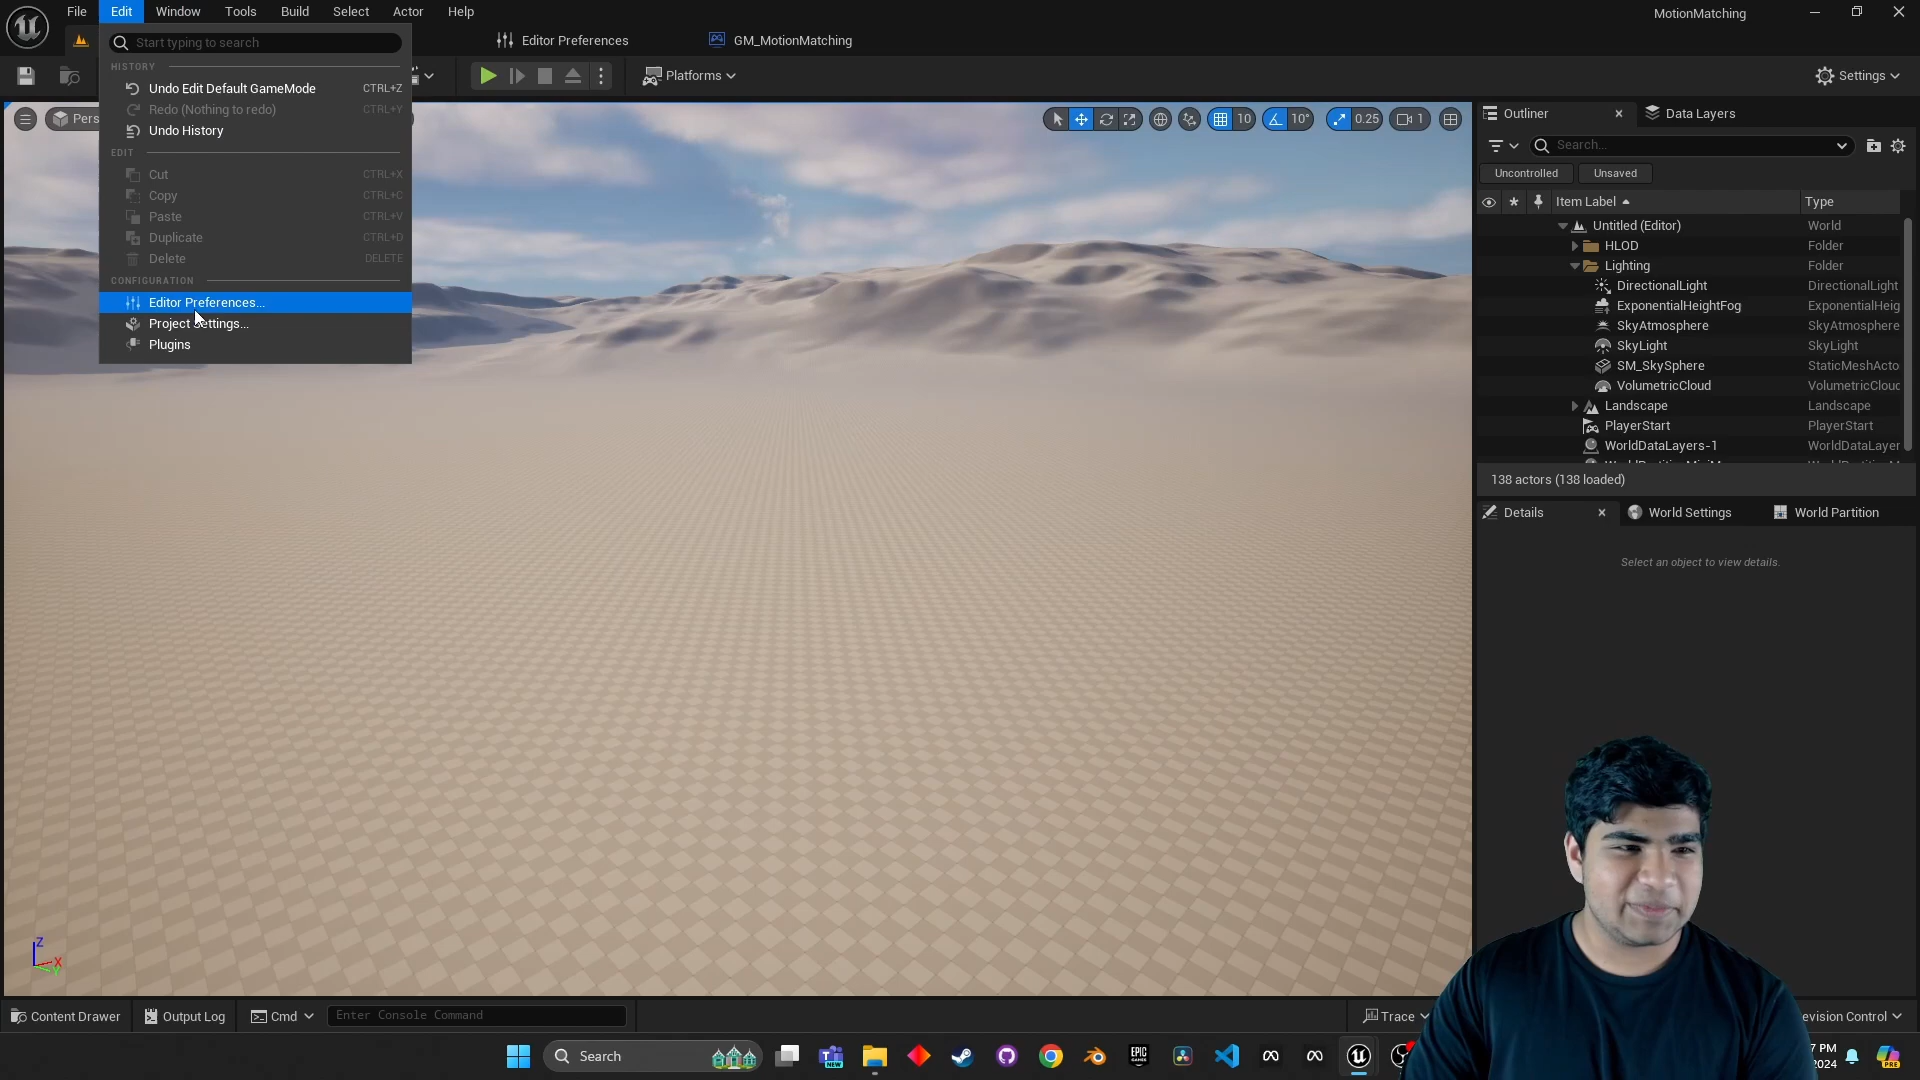 File Edit Window Tools Build Select Actor Help MotionMatching
Start typing to search
Editor Preferences
GM_MotionMatching
HISTORY
Undo Edit Default GameMode CTRL+Z
Redo (Nothing to redo) CTRL+Y
Undo History
EDIT
Cut CTRL+X
Copy CTRL+C
Paste CTRL+V
Duplicate CTRL+D
Delete DELETE
CONFIGURATION
Editor Preferences...
Project Settings...
Plugins
Platforms
Settings
Pers
10
10°
0.25
1
Outliner
Data Layers
Search...
Uncontrolled
Unsaved
Item Label Type
Untitled (Editor) World
HLOD Folder
Lighting Folder
DirectionalLight DirectionalLight
ExponentialHeightFog ExponentialHeig
SkyAtmosphere SkyAtmosphere
SkyLight SkyLight
SM_SkySphere StaticMeshActo
VolumetricCloud VolumetricClouc
Landscape Landscape
PlayerStart PlayerStart
WorldDataLayers-1 WorldDataLayer
138 actors (138 loaded)
Details
World Settings
World Partition
Select an object to view details.
Z
X
Y
Content Drawer
Output Log
Cmd
Enter Console Command
Trace
evision Control
Search
NEW
EPIC GAMES
7 PM
2024
PRE